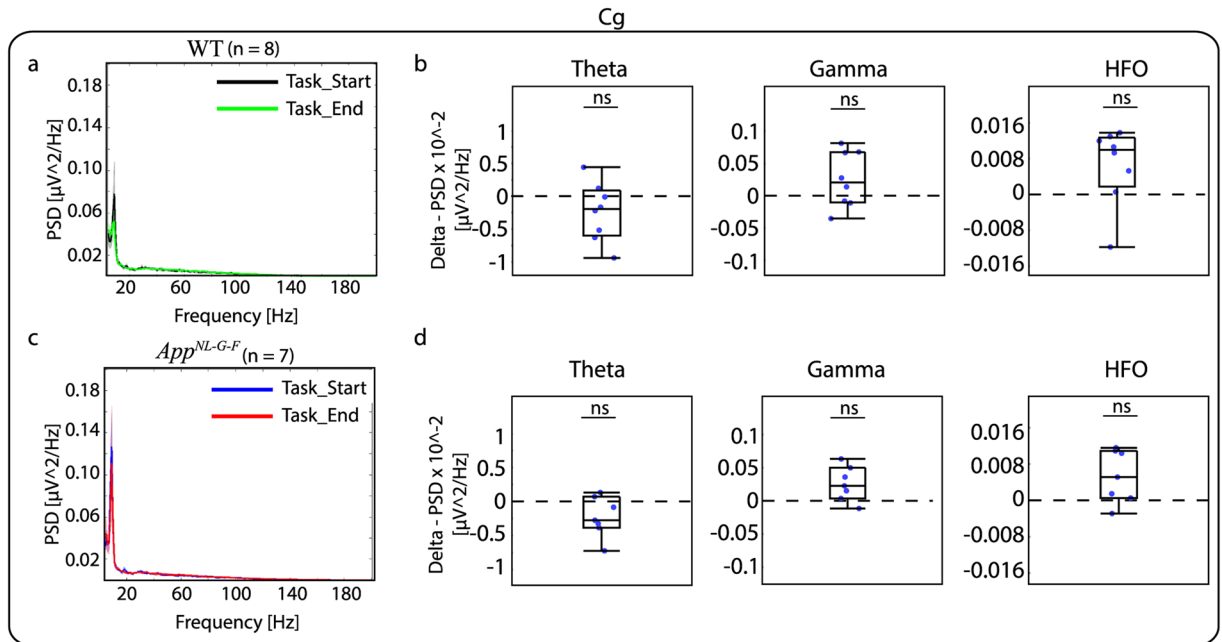 Cg
a
WT (n = 8)
Task_Start
Task_End
0.18
0.14
0.10
0.06
0.02
PSD [µV^2/Hz]
20 60 100 140 180
Frequency [Hz]
b
Theta
ns
1
0.5
0
-0.5
-1
Delta - PSD x 10^-2
[µV^2/Hz]
Gamma
ns
0.1
0.05
0
-0.05
-0.1
HFO
ns
0.016
0.008
0
-0.008
-0.016
c
App^NL-G-F (n = 7)
Task_Start
Task_End
0.18
0.14
0.10
0.06
0.02
PSD [µV^2/Hz]
20 60 100 140 180
Frequency [Hz]
d
Theta
ns
1
0.5
0
-0.5
-1
Delta - PSD x 10^-2
[µV^2/Hz]
Gamma
ns
0.1
0.05
0
-0.05
-0.1
HFO
ns
0.016
0.008
0
-0.008
-0.016